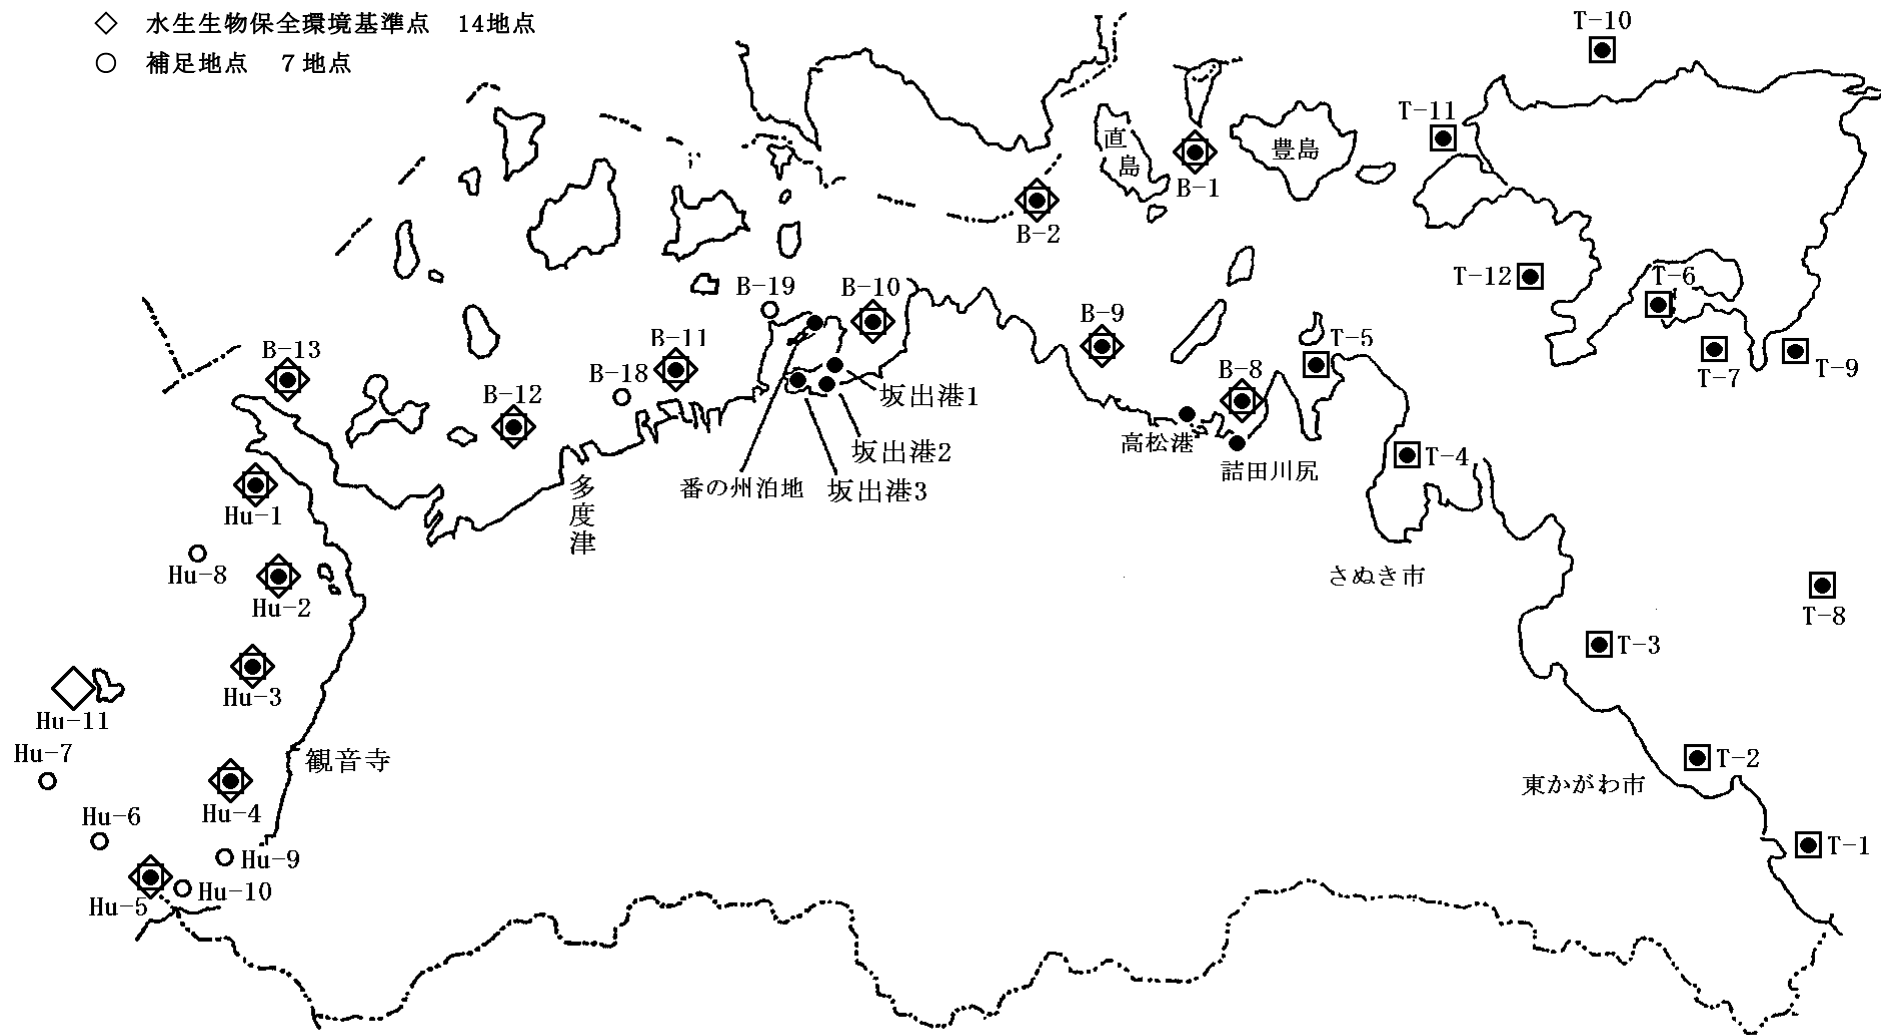 ◇ 水生生物保全環境基準点 14地点
○ 補足地点 7地点
T-10
T-11
直島
豊島
B-1
B-2
T-12
T-6
B-19
B-10
B-9
T-5
B-11
B-13
B-18
B-12
B-8
T-7
T-9
坂出港1
坂出港2
高松港
詰田川尻
T-4
番の州泊地
坂出港3
多度津
Hu-1
Hu-8
Hu-2
さぬき市
T-8
T-3
Hu-3
Hu-11
Hu-7
観音寺
T-2
東かがわ市
Hu-4
Hu-6
T-1
Hu-9
Hu-10
Hu-5